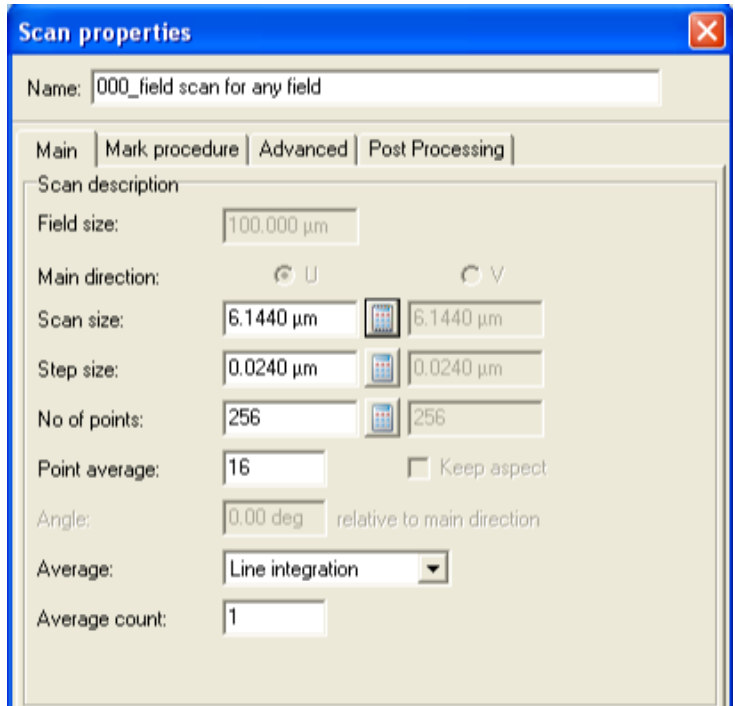 Scan properties
Name: 000_field scan for any field
Main Mark procedure Advanced Post Processing
Scan description
Field size: 100.000 µm
Main direction: U V
Scan size: 6.1440 µm 6.1440 µm
Step size: 0.0240 µm 0.0240 µm
No of points: 256 256
Point average: 16 Keep aspect
Angle: 0.00 deg relative to main direction
Average: Line integration
Average count: 1